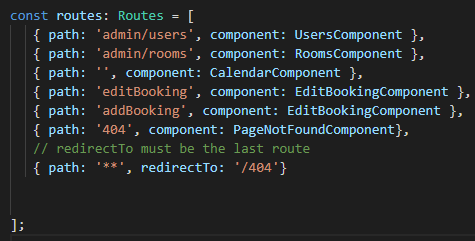 const routes: Routes = [
{ path: 'admin/users', component: UsersComponent },
{ path: 'admin/rooms', component: RoomsComponent },
{ path: '', component: CalendarComponent },
{ path: 'editBooking', component: EditBookingComponent },
{ path: 'addBooking', component: EditBookingComponent },
{ path: '404', component: PageNotFoundComponent},
// redirectTo must be the last route
{ path: '**', redirectTo: '/404'}
];